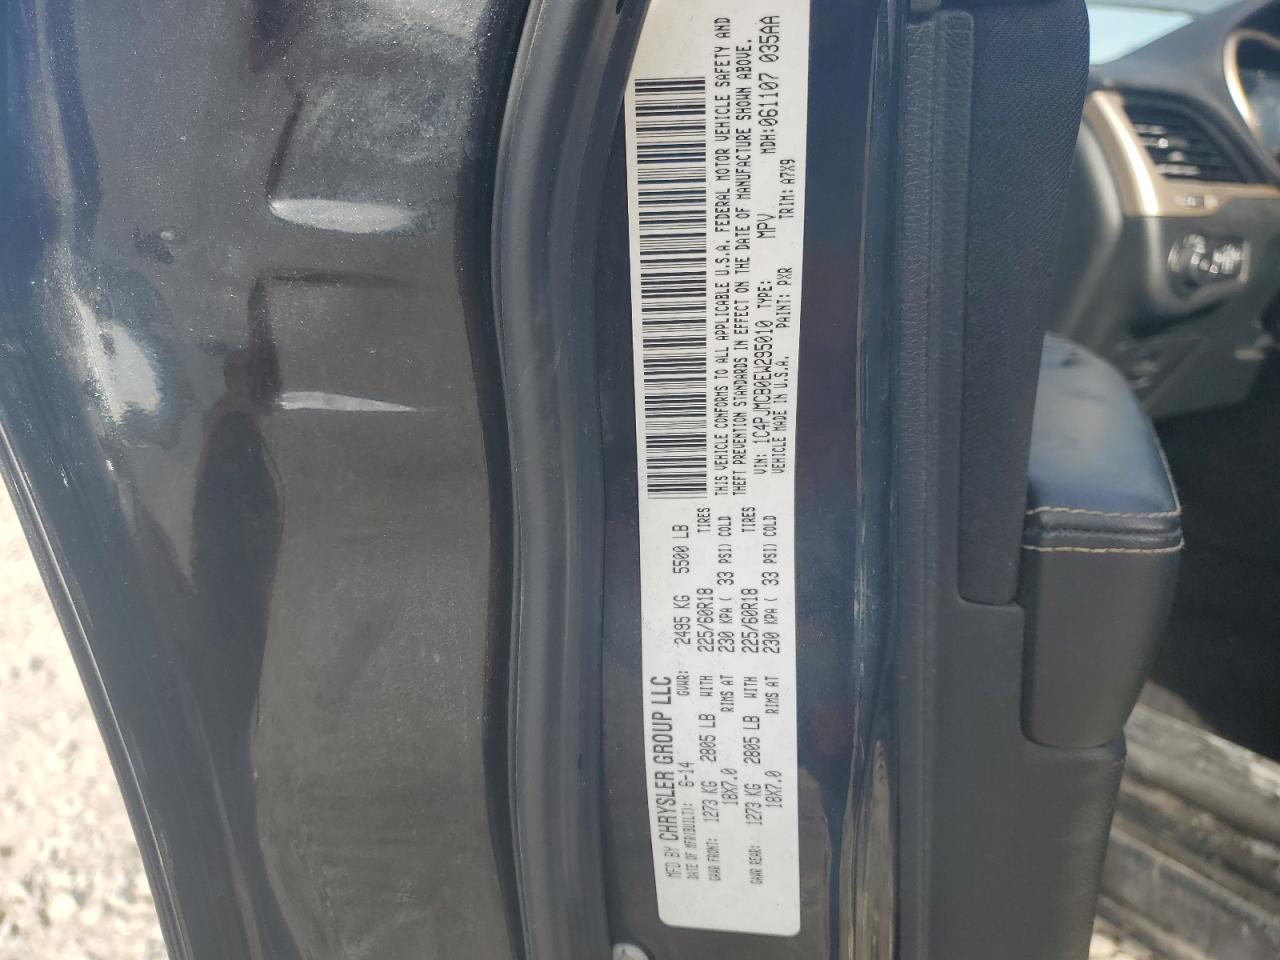 MFD BY CHRYSLER GROUP LLC
DATE OF MFR(BUILT): 6-14 GVWR: 2495 KG 5500 LB
GAWR FRONT: 1273 KG 2805 LB WITH 225/60R18 TIRES
18X7.0 RIMS AT 230 KPA ( 33 PSI) COLD
GAWR REAR: 1273 KG 2805 LB WITH 225/60R18 TIRES
18X7.0 RIMS AT 230 KPA ( 33 PSI) COLD
THIS VEHICLE CONFORMS TO ALL APPLICABLE U.S.A. FEDERAL MOTOR VEHICLE SAFETY AND
THEFT PREVENTION STANDARDS IN EFFECT ON THE DATE OF MANUFACTURE SHOWN ABOVE.
VIN: 1C4PJMCB0EW295010 TYPE: MPV MDH:061107 035AA
VEHICLE MADE IN U.S.A. PAINT: PXR TRIM: A7X9